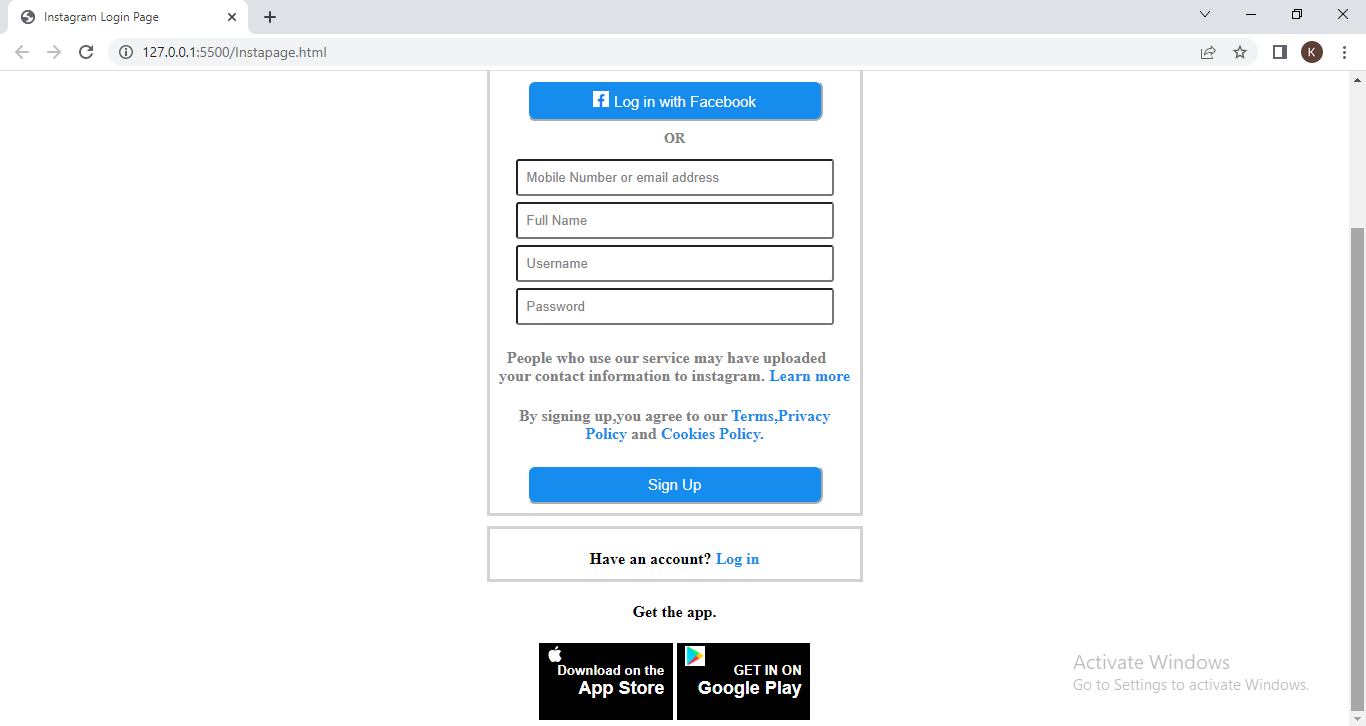 Instagram Login Page
127.0.0.1:5500/Instapage.html
K
Log in with Facebook
OR
Mobile Number or email address
Full Name
Username
Password
People who use our service may have uploaded
your contact information to instagram. Learn more
By signing up,you agree to our Terms,Privacy
Policy and Cookies Policy.
Sign Up
Have an account? Log in
Get the app.
Download on the
App Store
GET IN ON
Google Play
Activate Windows
Go to Settings to activate Windows.